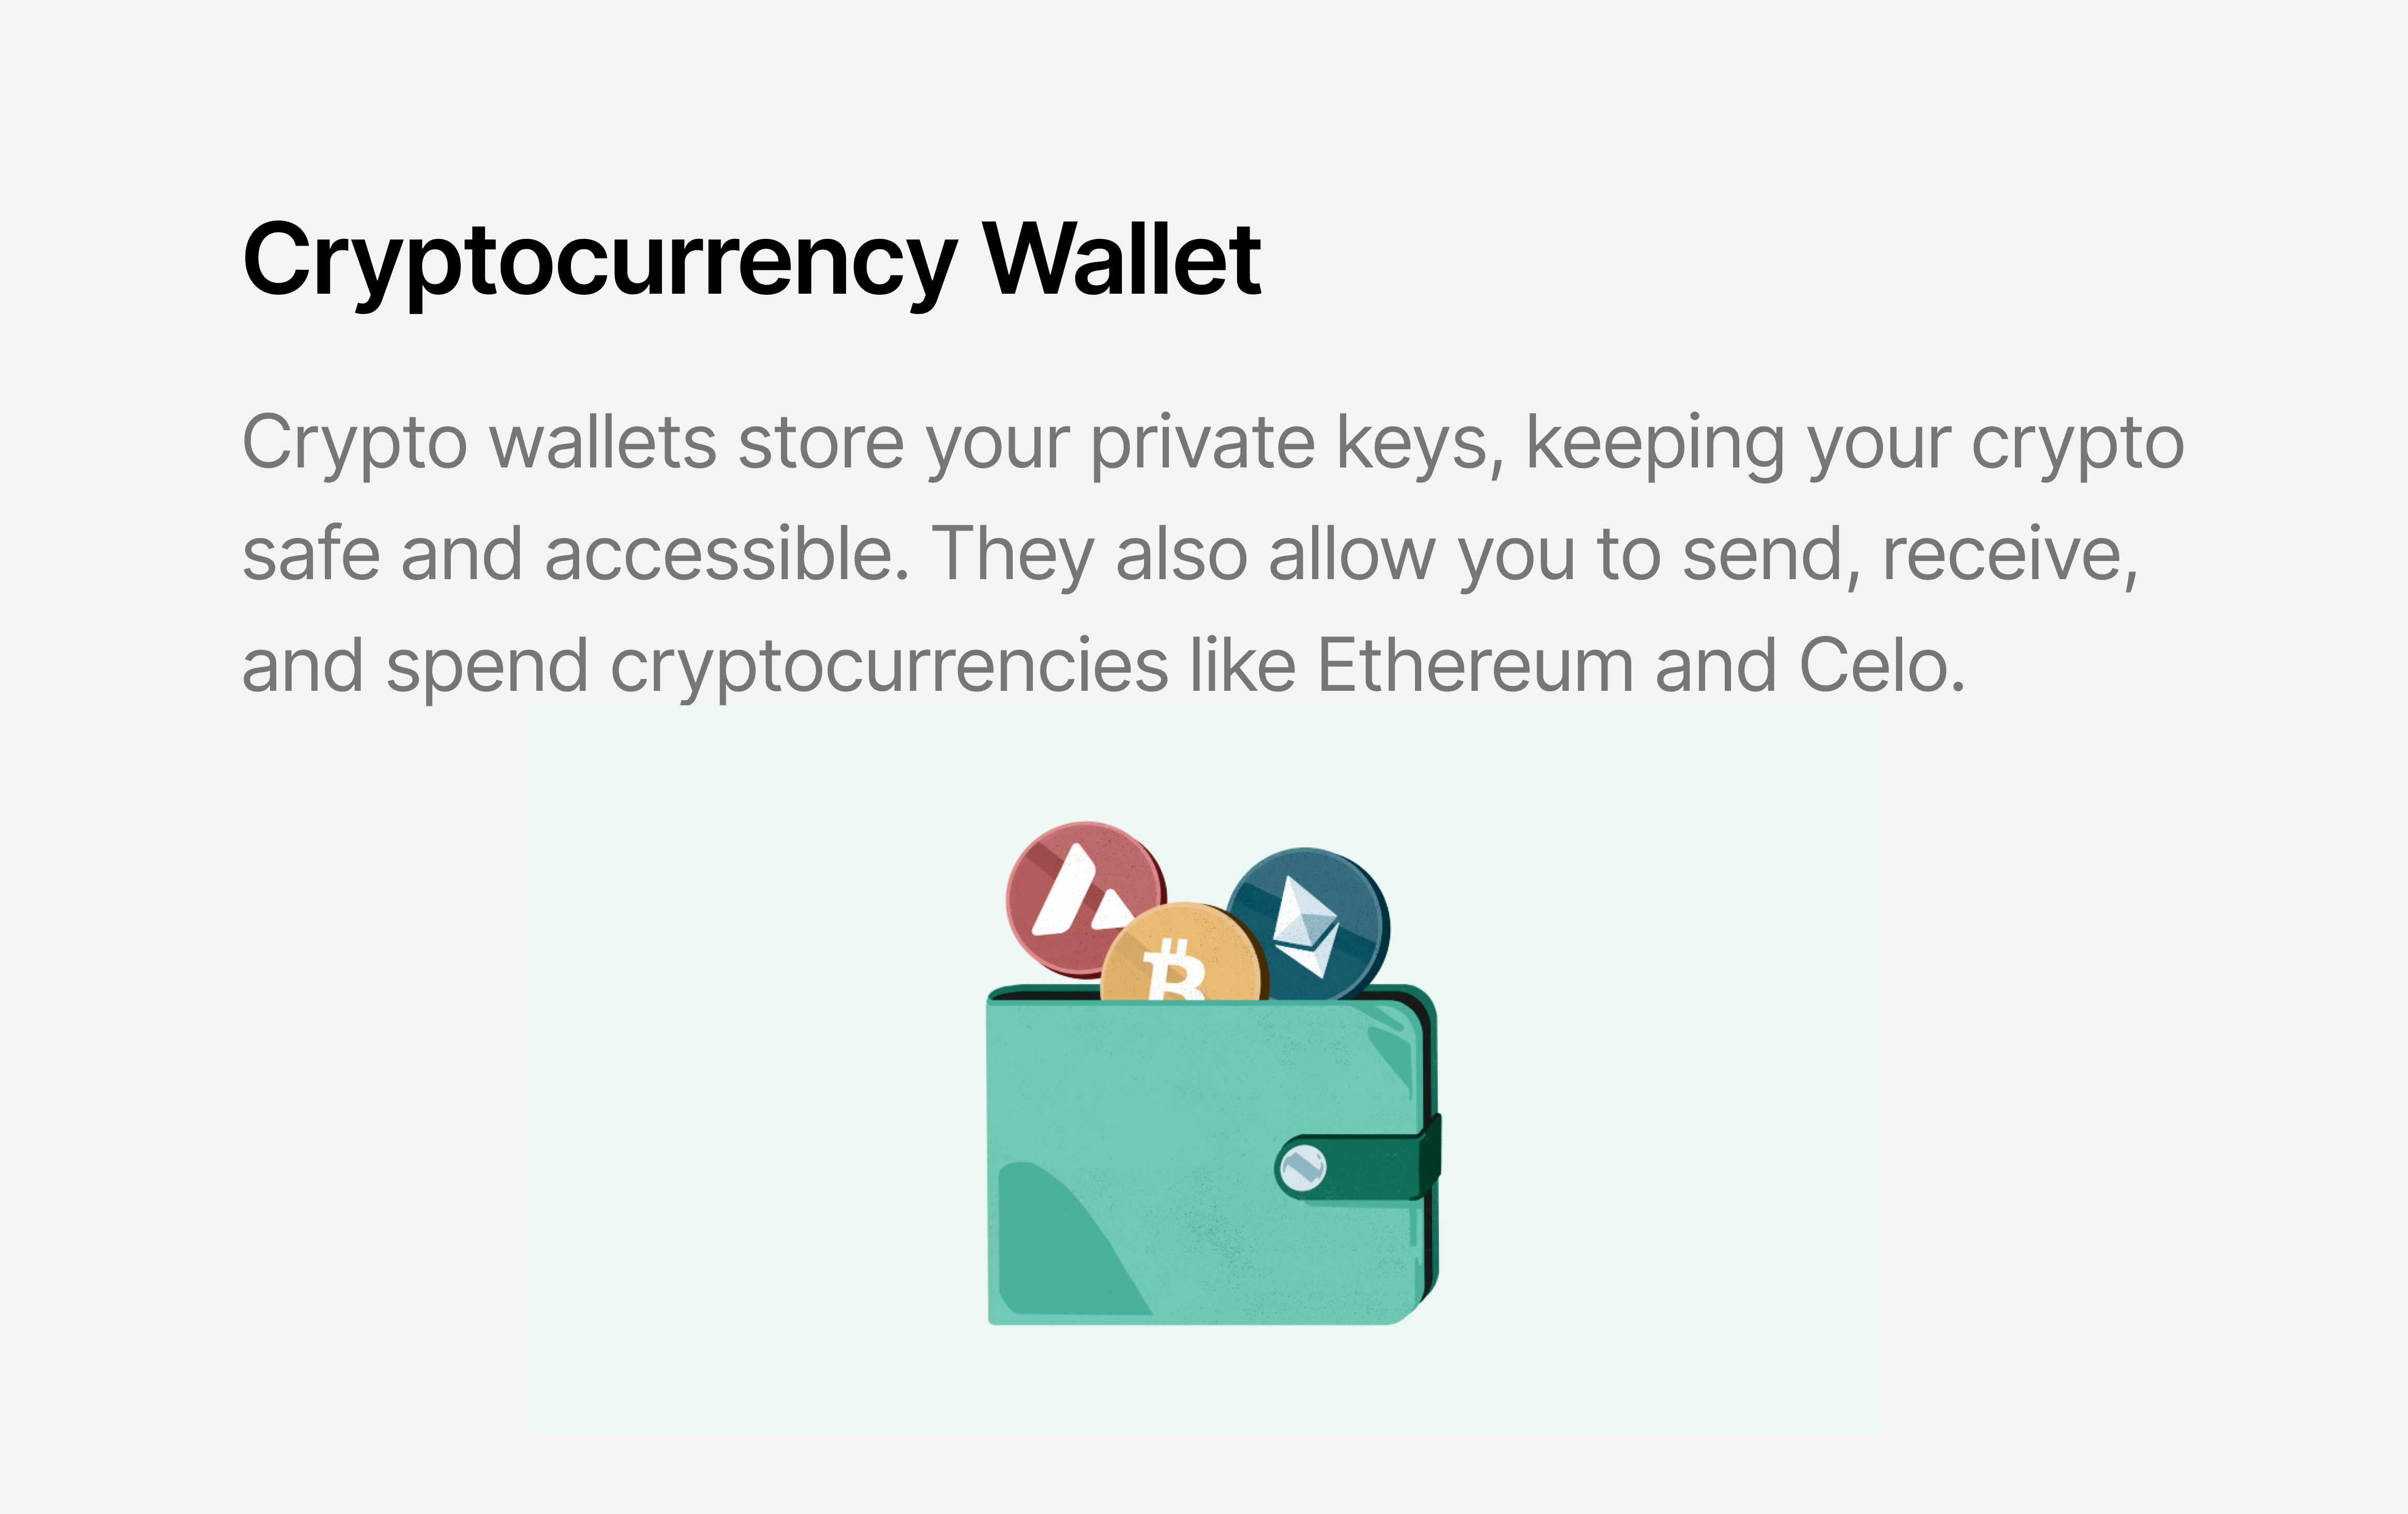 Cryptocurrency Wallet
Crypto wallets store your private keys, keeping your crypto
safe and accessible. They also allow you to send, receive,
and spend cryptocurrencies like Ethereum and Celo.